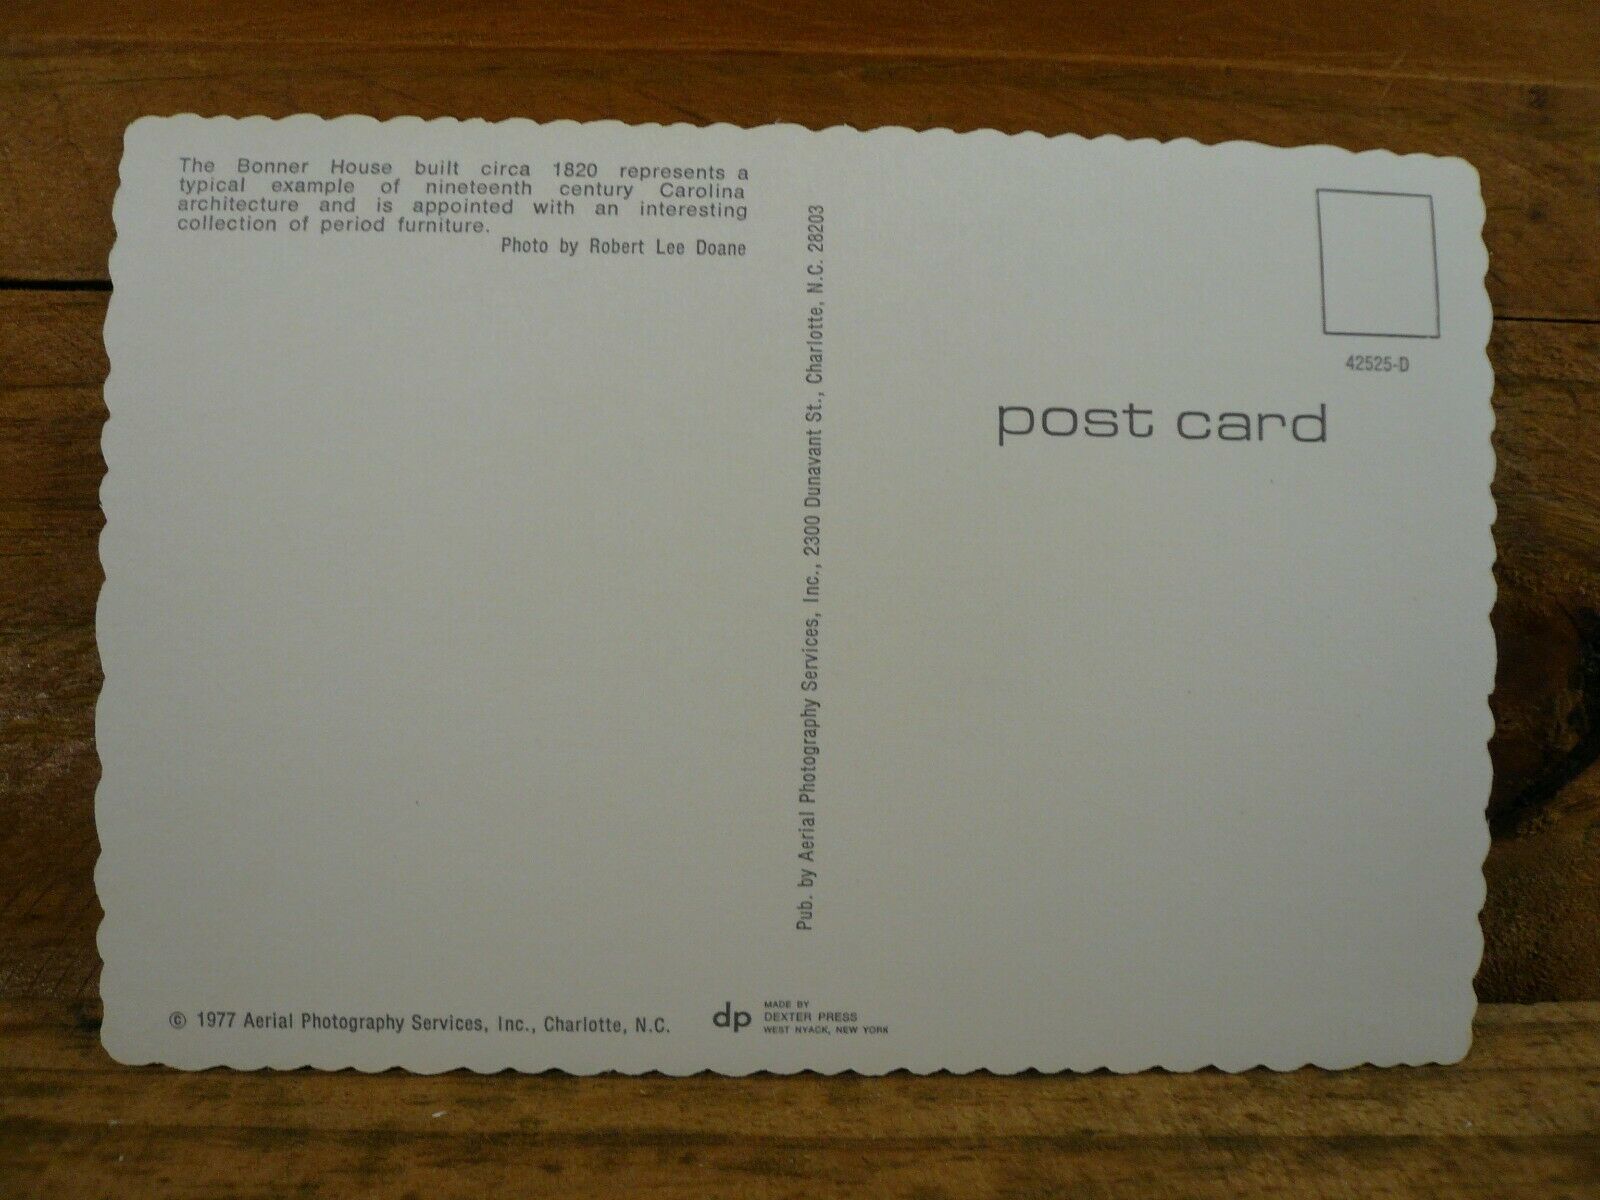 The Bonner House built circa 1820 represents a
typical example of nineteenth century Carolina
architecture and is appointed with an interesting
collection of period furniture.
Photo by Robert Lee Doane
Pub. by Aerial Photography Services, Inc., 2300 Dunavant St., Charlotte, N.C. 28203
42525-D
post card
© 1977 Aerial Photography Services, Inc., Charlotte, N.C.
dp
MADE BY
DEXTER PRESS
WEST NYACK, NEW YORK